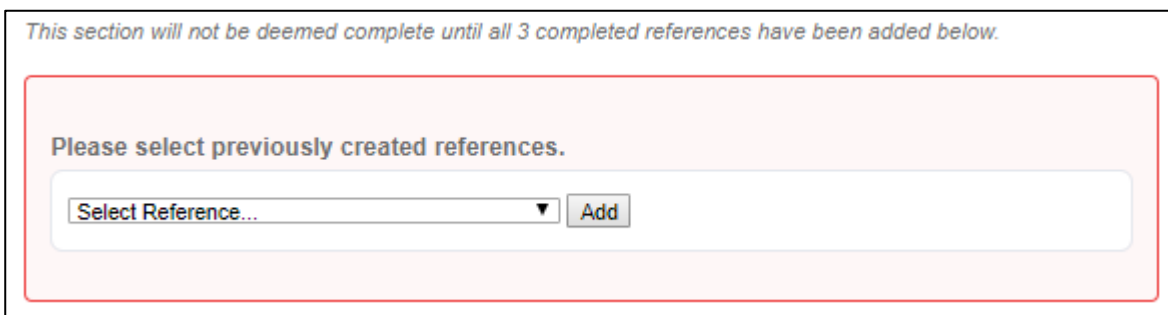 This section will not be deemed complete until all 3 completed references have been added below.
Please select previously created references.
Select Reference... Add